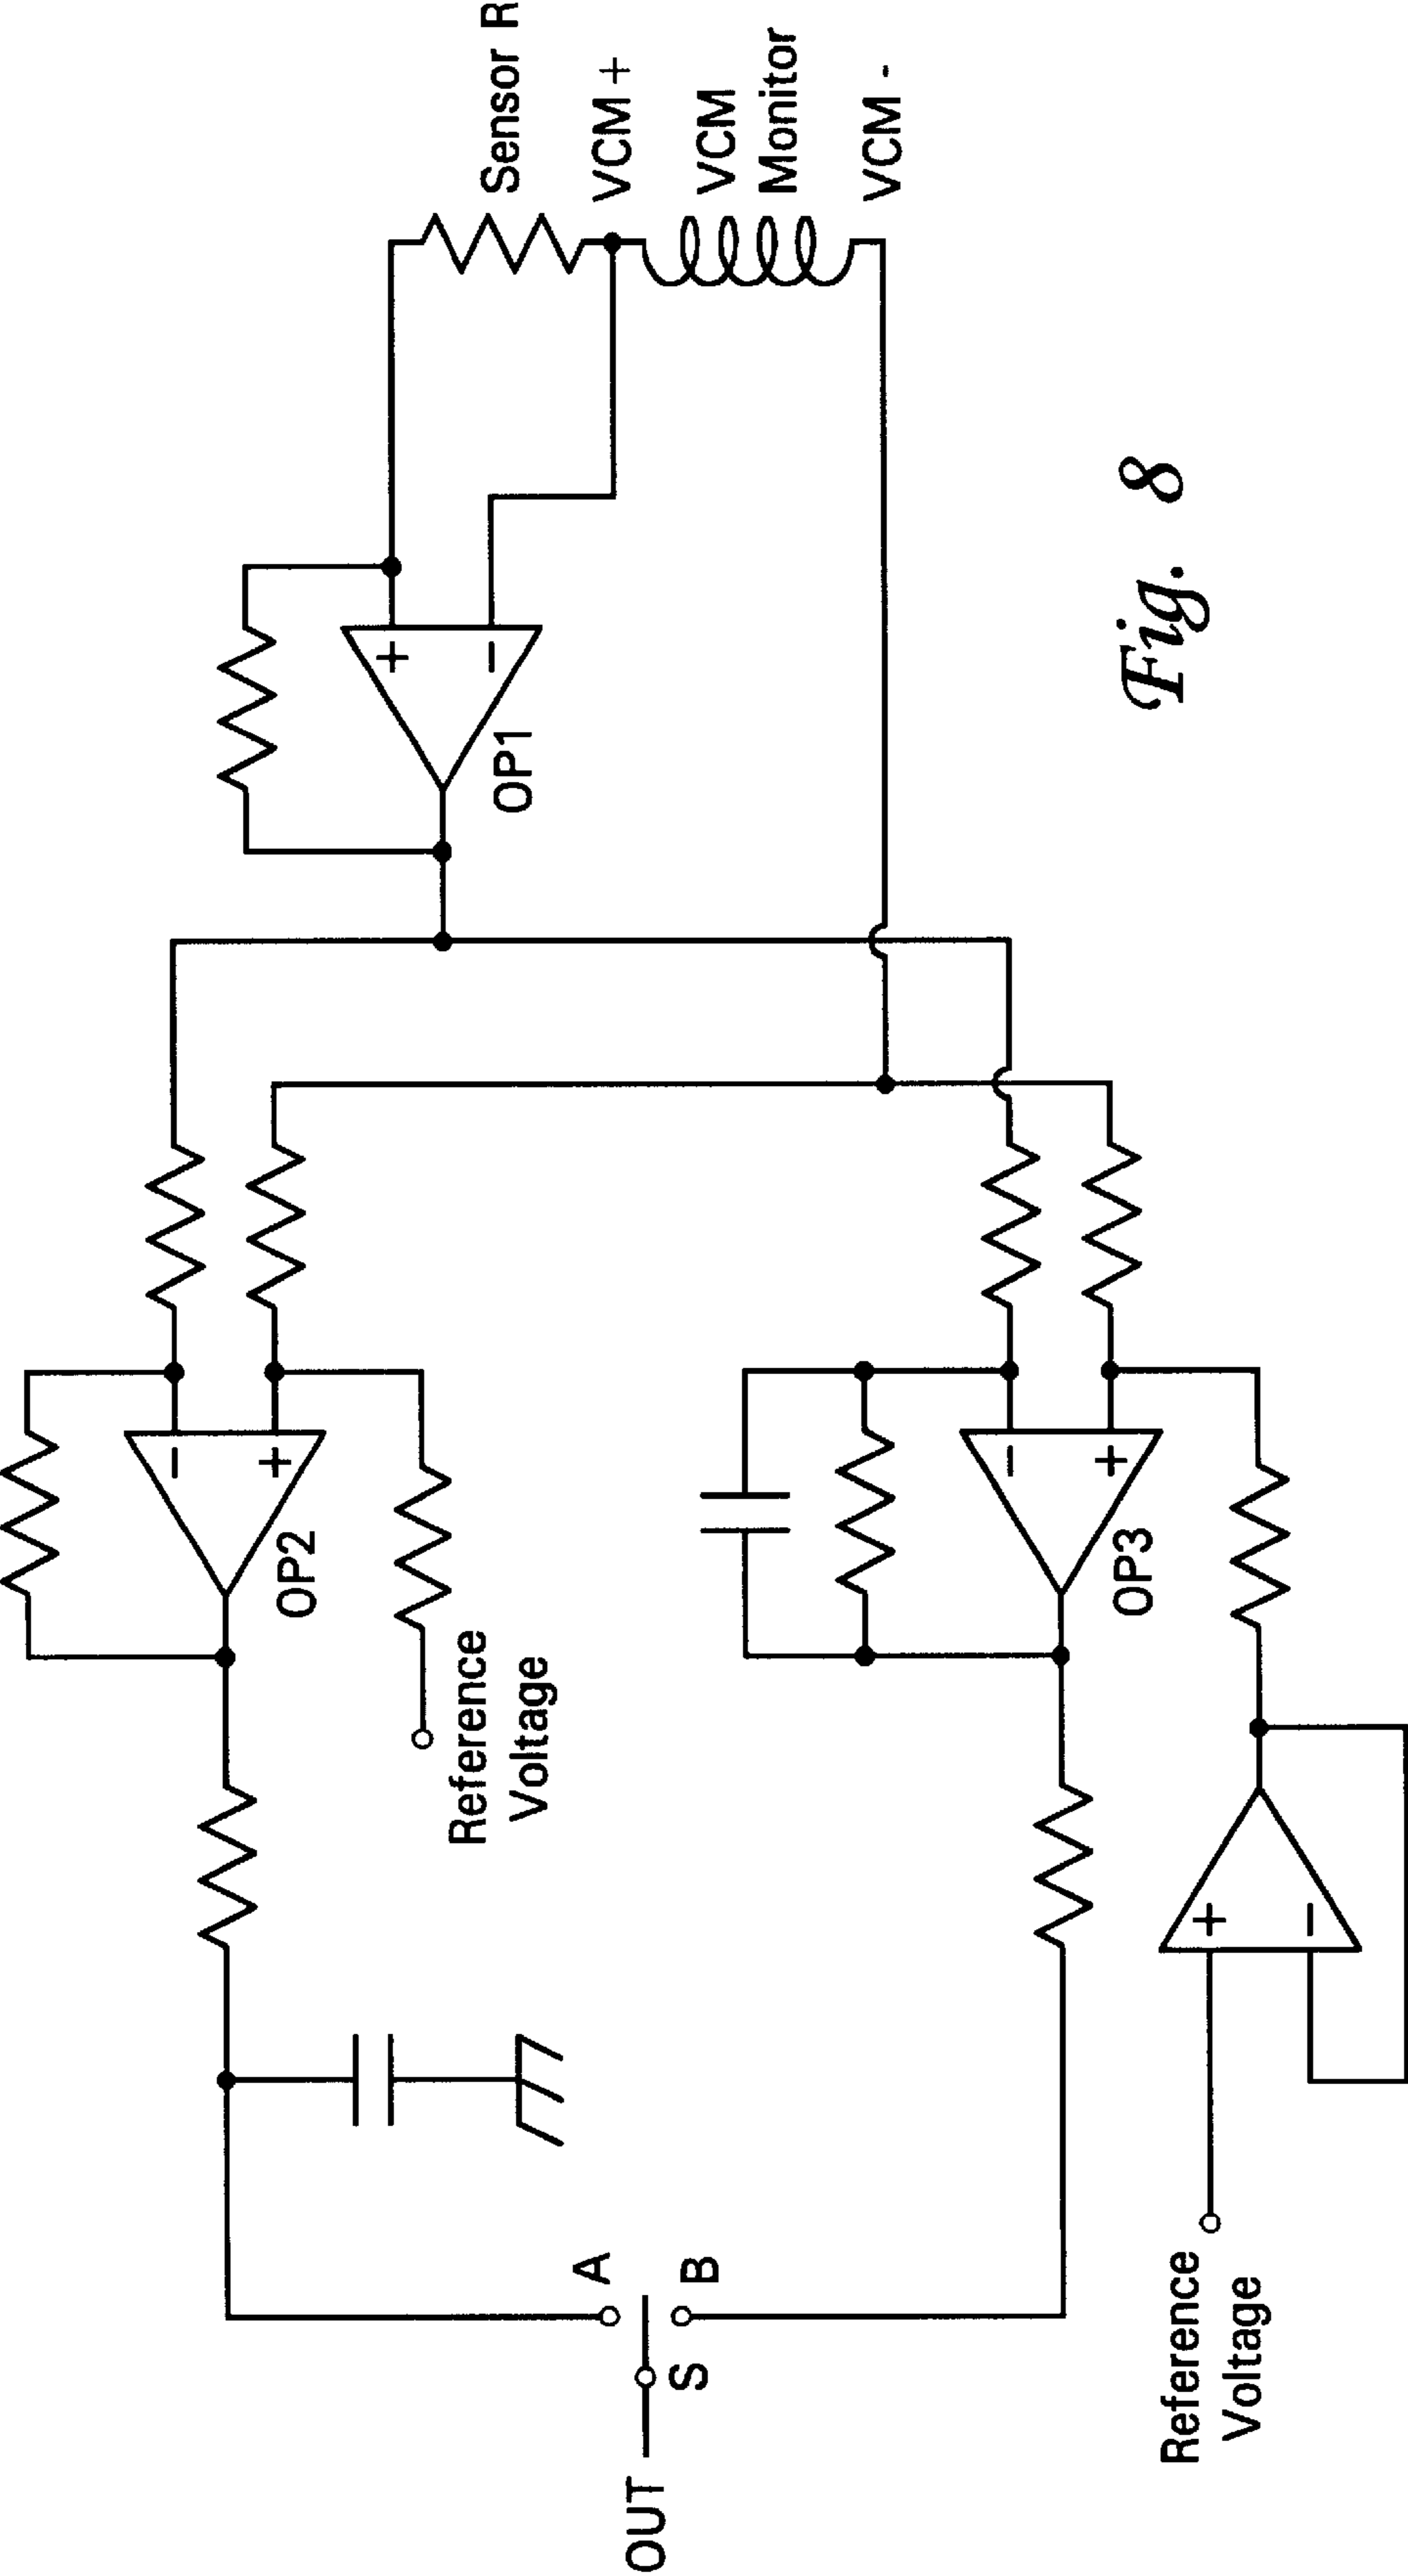 Sensor R
VCM +
VCM
Monitor
VCM -
+
-
OP1
-
+
OP2
Reference
Voltage
-
+
OP3
+
-
Reference
Voltage
A
B
S
OUT
Fig. 8